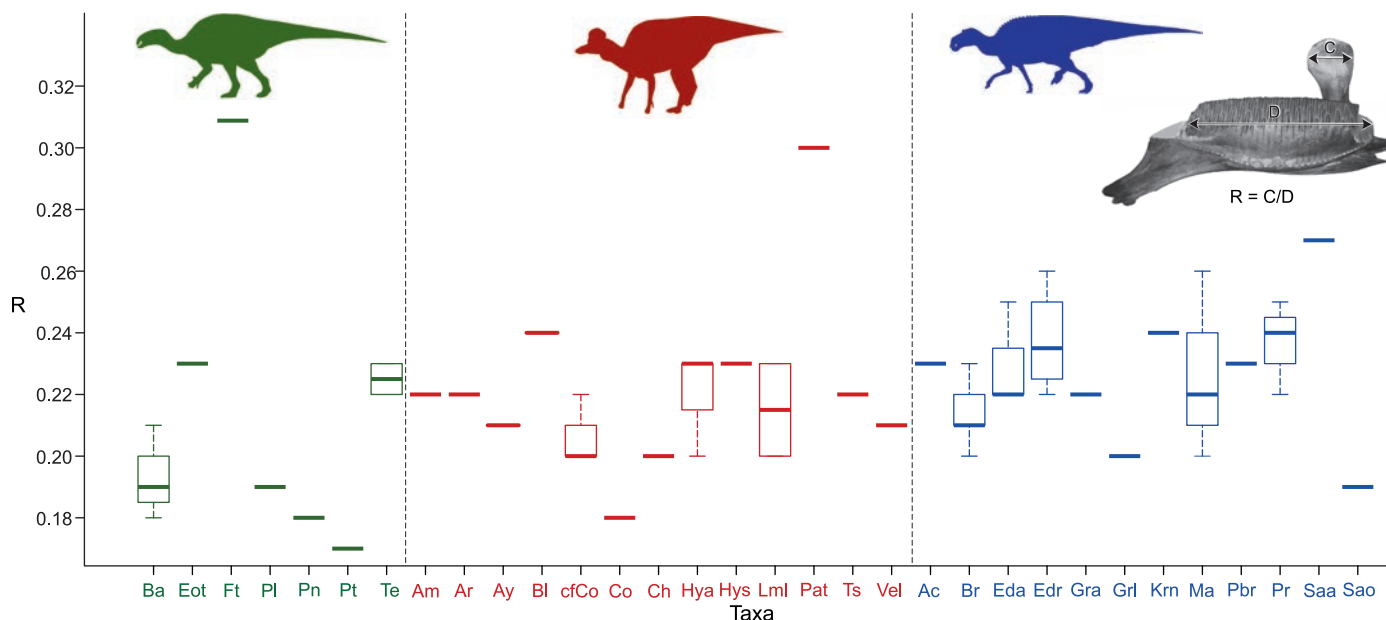 C
D
R = C/D
0.32
0.30
0.28
0.26
0.24
0.22
0.20
0.18
R
Ba Eot Ft Pl Pn Pt Te Am Ar Ay Bl cfCo Co Ch Hya Hys Lml Pat Ts Vel Ac Br Eda Edr Gra Grl Krn Ma Pbr Pr Saa Sao
Taxa